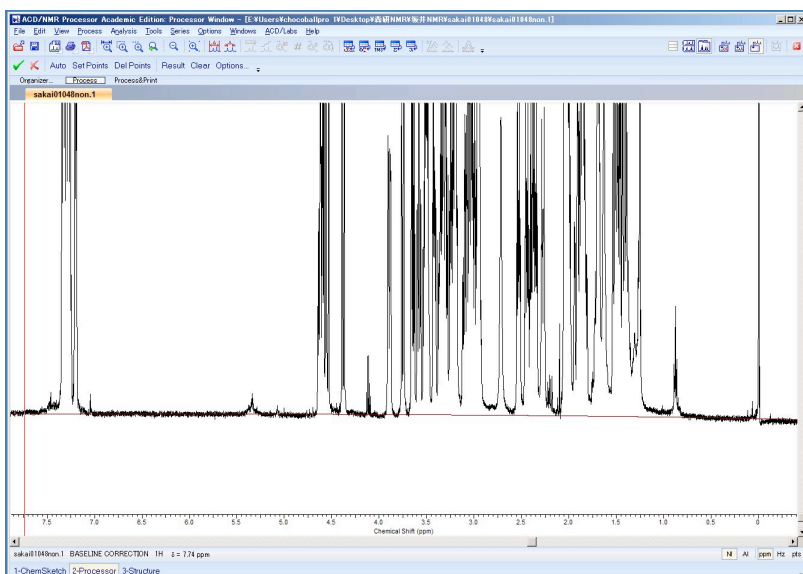 ACD/NMR Processor Academic Edition: Processor Window - [E:¥Users¥chocoballpro_1¥Desktop¥森研NMR¥坂井NMR¥sakai01048¥sakai01048non.1]
File Edit View Process Analysis Tools Series Options Windows ACD/Labs Help
Auto Set Points Del Points Result Clear Options...
Organizer... Process Process&Print
sakai01048non.1
7.5 7.0 6.5 6.0 5.5 5.0 4.5 4.0 3.5 3.0 2.5 2.0 1.5 1.0 0.5 0
Chemical Shift (ppm)
sakai01048non.1 BASELINE CORRECTION 1H δ = 7.74 ppm NI AI ppm Hz pts
1-ChemSketch 2-Processor 3-Structure